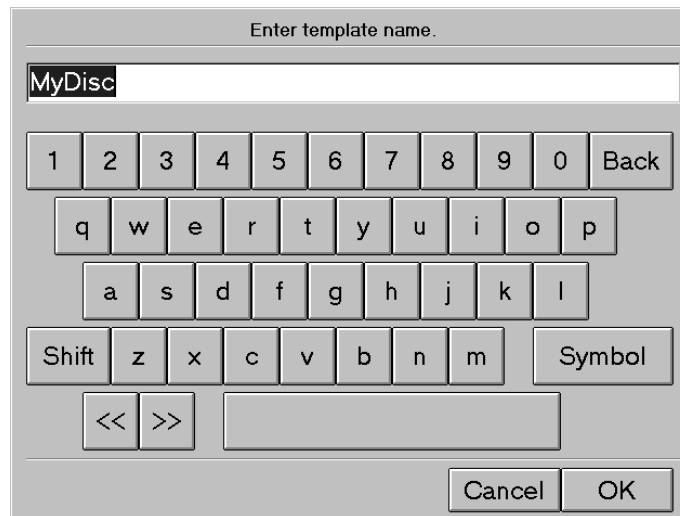 Enter template name.
MyDisc
1 2 3 4 5 6 7 8 9 0 Back
q w e r t y u i o p
a s d f g h j k l
Shift z x c v b n m Symbol
<< >>
Cancel OK